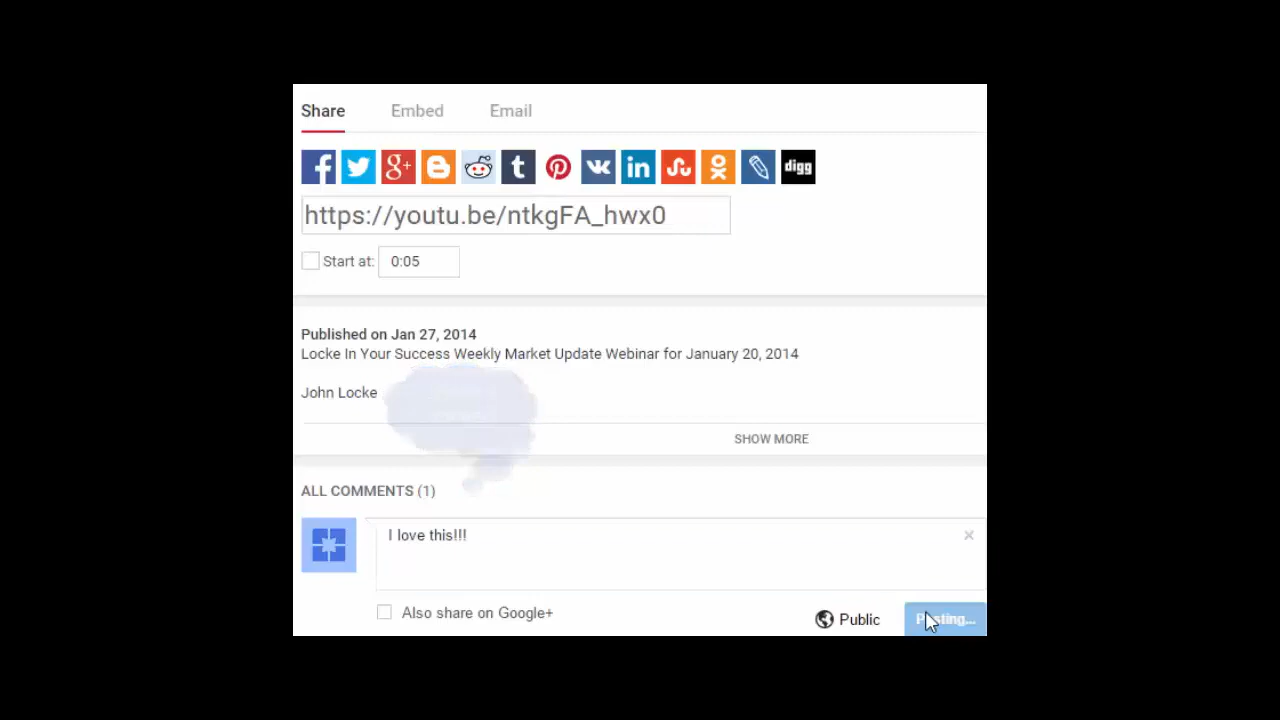 Share Embed Email
digg
https://youtu.be/ntkgFA_hwx0
Start at: 0:05
Published on Jan 27, 2014
Locke In Your Success Weekly Market Update Webinar for January 20, 2014
John Locke
SHOW MORE
ALL COMMENTS (1)
I love this!!!
Also share on Google+
Public Posting...